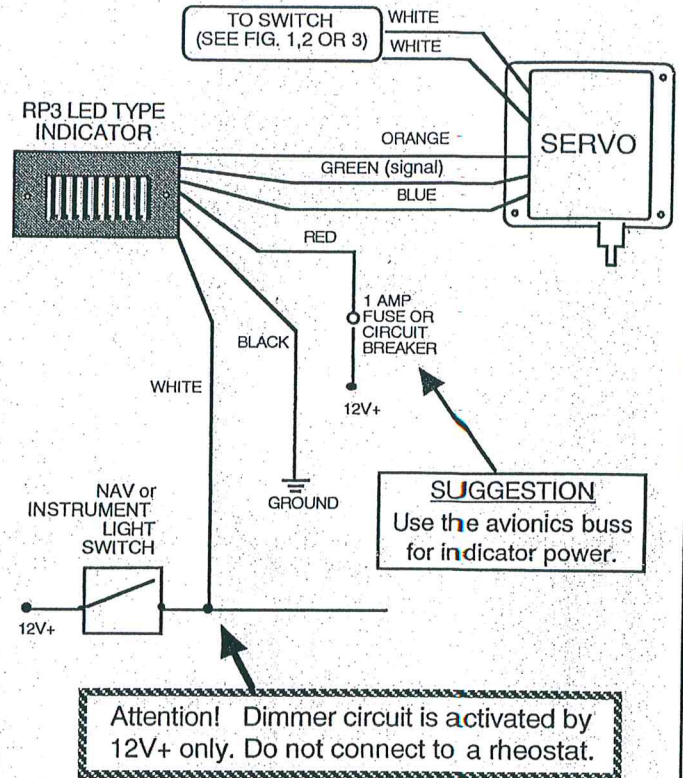 TO SWITCH
(SEE FIG. 1,2 OR 3)
WHITE
WHITE
RP3 LED TYPE
INDICATOR
SERVO
ORANGE
GREEN (signal)
BLUE
RED
1 AMP
FUSE OR
CIRCUIT
BREAKER
BLACK
WHITE
12V+
GROUND
SUGGESTION
Use the avionics buss
for indicator power.
NAV or
INSTRUMENT
LIGHT
SWITCH
12V+
Attention! Dimmer circuit is activated by
12V+ only. Do not connect to a rheostat.